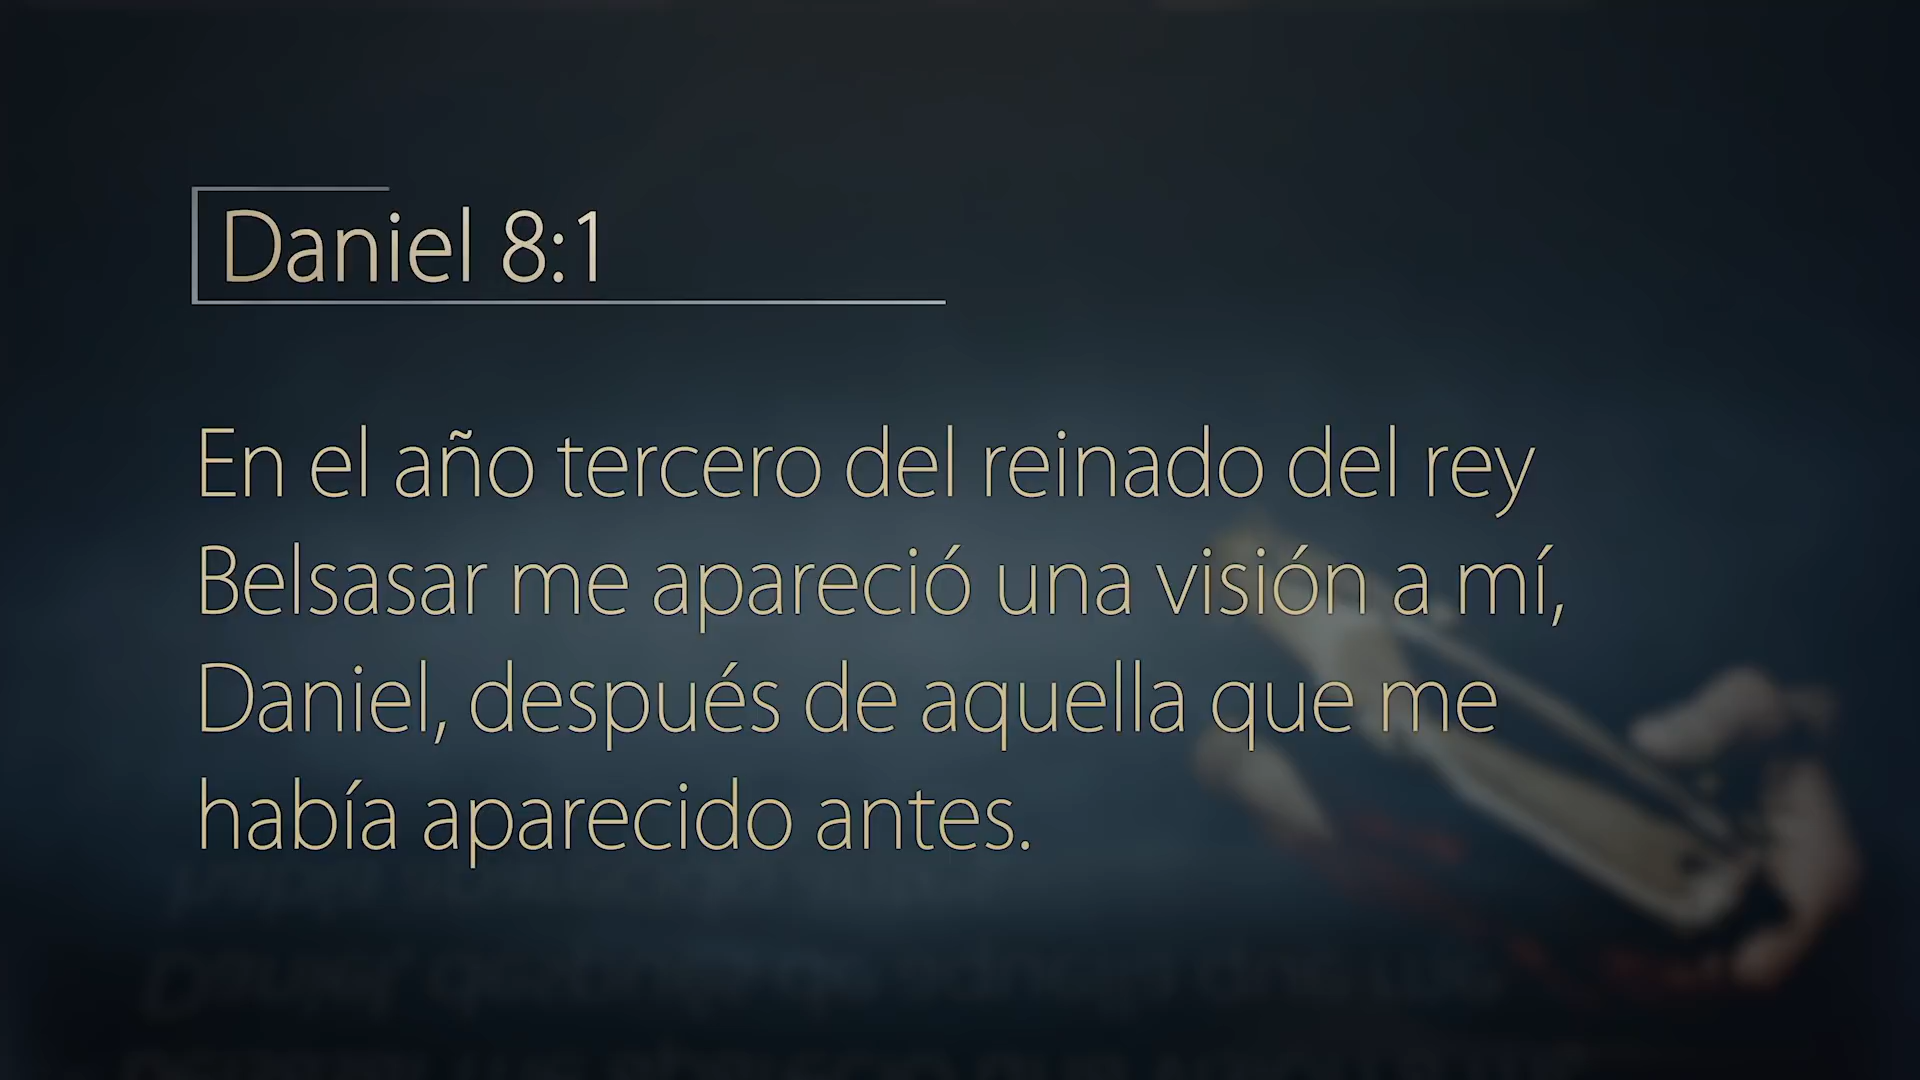 Daniel 8:1
En el año tercero del reinado del rey
Belsasar me apareció una visión a mí,
Daniel, después de aquella que me
había aparecido antes.